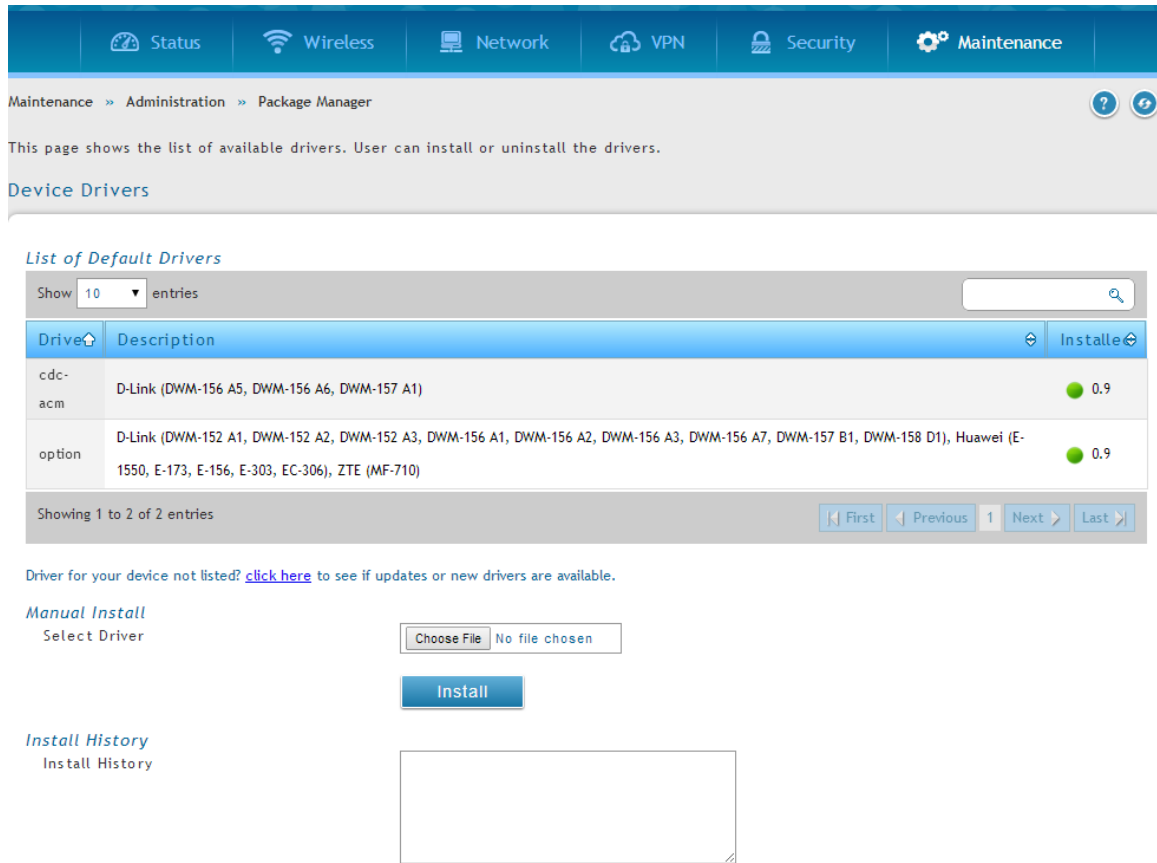 Status Wireless Network VPN Security Maintenance
Maintenance » Administration » Package Manager
This page shows the list of available drivers. User can install or uninstall the drivers.
Device Drivers
List of Default Drivers
Show 10 entries
Drive Description Installe
cdc-
acm
D-Link (DWM-156 A5, DWM-156 A6, DWM-157 A1)
0.9
option
D-Link (DWM-152 A1, DWM-152 A2, DWM-152 A3, DWM-156 A1, DWM-156 A2, DWM-156 A3, DWM-156 A7, DWM-157 B1, DWM-158 D1), Huawei (E-
1550, E-173, E-156, E-303, EC-306), ZTE (MF-710)
0.9
Showing 1 to 2 of 2 entries First Previous 1 Next Last
Driver for your device not listed? click here to see if updates or new drivers are available.
Manual Install
Select Driver Choose File No file chosen
Install
Install History
Install History